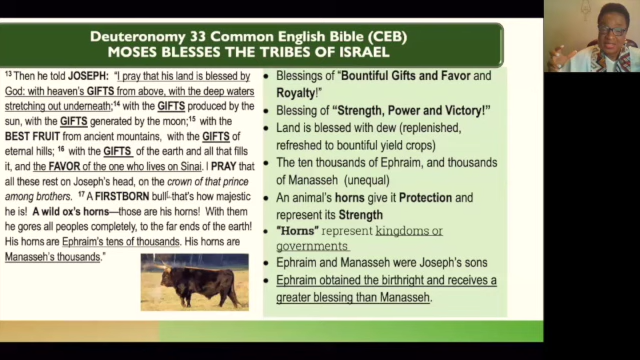 Deuteronomy 33 Common English Bible (CEB)
MOSES BLESSES THE TRIBES OF ISRAEL
13 Then he told JOSEPH: "I pray that his land is blessed by
God: with heaven's GIFTS from above, with the deep waters
stretching out underneath;14 with the GIFTS produced by the
sun, with the GIFTS generated by the moon;15 with the
BEST FRUIT from ancient mountains, with the GIFTS of
eternal hills; 16 with the GIFTS of the earth and all that fills
it, and the FAVOR of the one who lives on Sinai. I PRAY
that all these rest on Joseph's head, on the crown of that prince
among brothers. 17 A FIRSTBORN bull—that's how majestic
he is! A wild ox's horns—those are his horns! With them
he gores all peoples completely, to the far ends of the earth!
His horns are Ephraim's tens of thousands. His horns are
Manasseh's thousands."
• Blessings of "Bountiful Gifts and Favor and
Royalty!"
• Blessing of "Strength, Power and Victory!"
• Land is blessed with dew (replenished,
refreshed to bountiful yield crops)
• The ten thousands of Ephraim, and thousands
of Manasseh (unequal)
• An animal's horns give it Protection and
represent its Strength
• "Horns" represent kingdoms or
governments
• Ephraim and Manasseh were Joseph's sons
• Ephraim obtained the birthright and receives a
greater blessing than Manasseh.